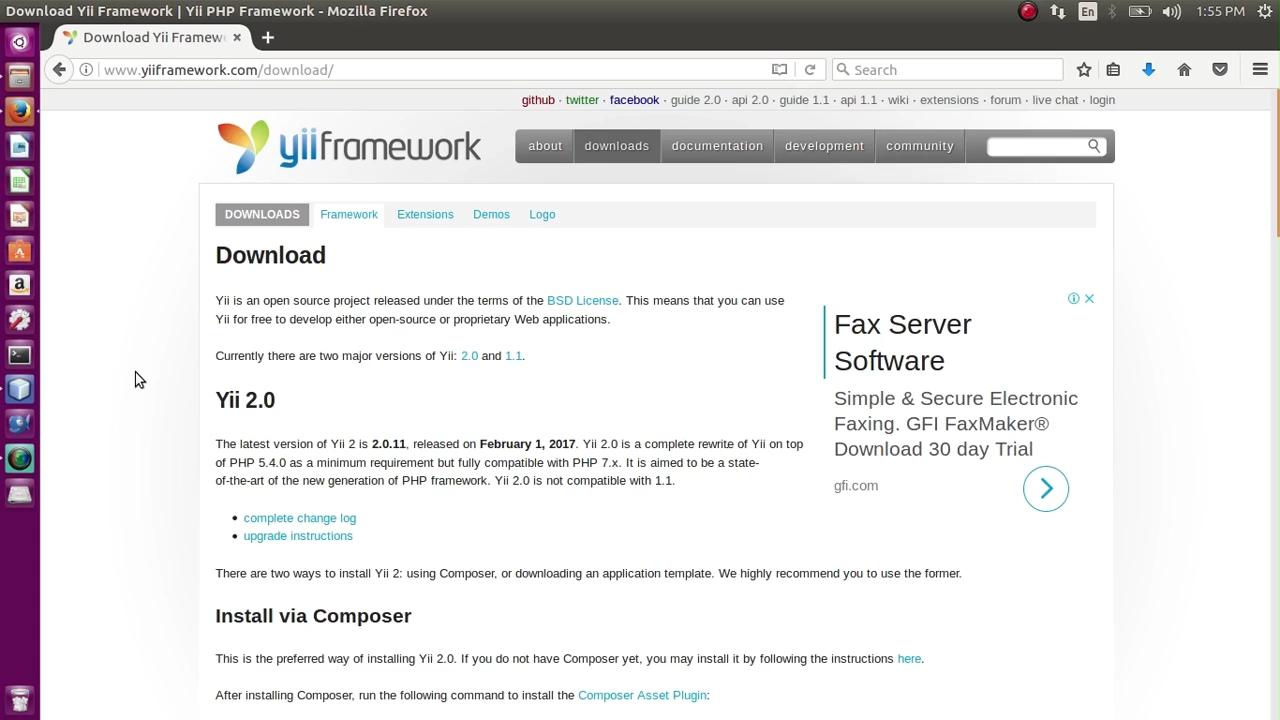 Download Yii Framework | Yii PHP Framework - Mozilla Firefox
En
1:55 PM
Download Yii Framew
www.yiiframework.com/download/
Search
github · twitter · facebook · guide 2.0 · api 2.0 · guide 1.1 · api 1.1 · wiki · extensions · forum · live chat · login
yiiframework
about downloads documentation development community
DOWNLOADS Framework Extensions Demos Logo
Download
Yii is an open source project released under the terms of the BSD License. This means that you can use
Yii for free to develop either open-source or proprietary Web applications.
Currently there are two major versions of Yii: 2.0 and 1.1.
Yii 2.0
The latest version of Yii 2 is 2.0.11, released on February 1, 2017. Yii 2.0 is a complete rewrite of Yii on top
of PHP 5.4.0 as a minimum requirement but fully compatible with PHP 7.x. It is aimed to be a state-
of-the-art of the new generation of PHP framework. Yii 2.0 is not compatible with 1.1.
• complete change log
• upgrade instructions
Fax Server
Software
Simple & Secure Electronic
Faxing. GFI FaxMaker®
Download 30 day Trial
gfi.com
There are two ways to install Yii 2: using Composer, or downloading an application template. We highly recommend you to use the former.
Install via Composer
This is the preferred way of installing Yii 2.0. If you do not have Composer yet, you may install it by following the instructions here.
After installing Composer, run the following command to install the Composer Asset Plugin: